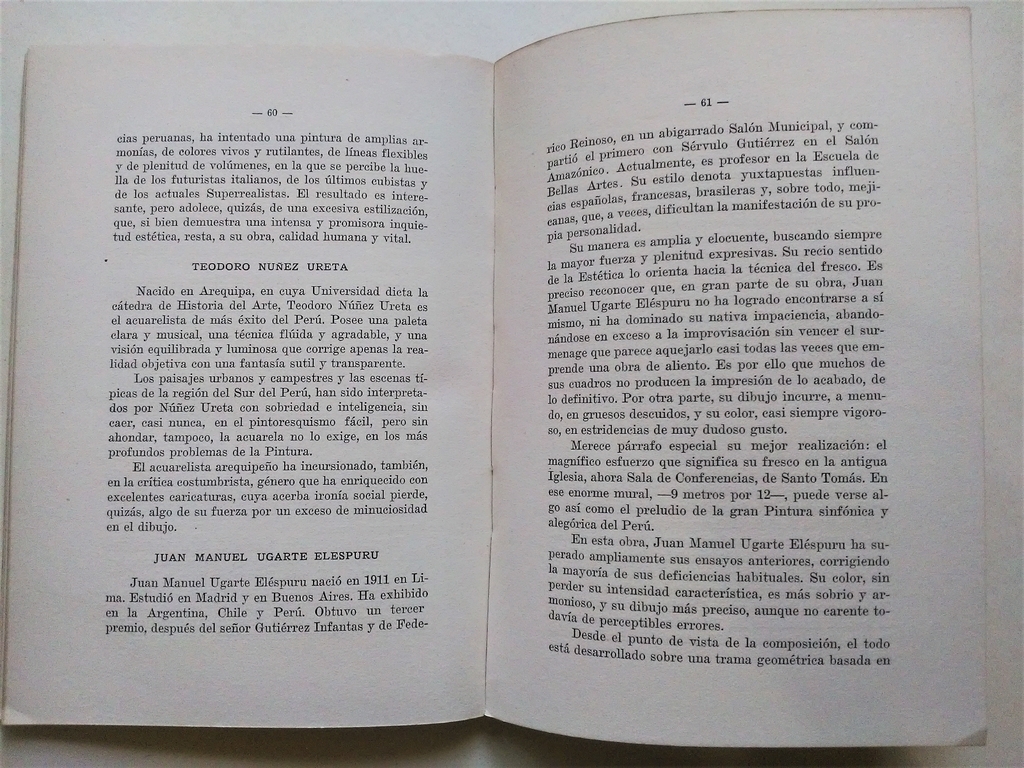 — 60 —
cias peruanas, ha intentado una pintura de amplias ar-
monías, de colores vivos y rutilantes, de líneas flexibles
y de plenitud de volúmenes, en la que se percibe la hue-
lla de los futuristas italianos, de los últimos cubistas y
de los actuales Superrealistas. El resultado es intere-
sante, pero adolece, quizás, de una excesiva estilización,
que, si bien demuestra una intensa y promisora inquie-
tud estética, resta, a su obra, calidad humana y vital.
TEODORO NUÑEZ URETA
Nacido en Arequipa, en cuya Universidad dicta la
cátedra de Historia del Arte, Teodoro Núñez Ureta es
el acuarelista de más éxito del Perú. Posee una paleta
clara y musical, una técnica flúida y agradable, y una
visión equilibrada y luminosa que corrige apenas la rea-
lidad objetiva con una fantasía sutil y transparente.
Los paisajes urbanos y campestres y las escenas tí-
picas de la región del Sur del Perú, han sido interpreta-
dos por Núñez Ureta con sobriedad e inteligencia, sin
caer, casi nunca, en el pintoresquismo fácil, pero sin
ahondar, tampoco, la acuarela no lo exige, en los más
profundos problemas de la Pintura.
El acuarelista arequipeño ha incursionado, también,
en la crítica costumbrista, género que ha enriquecido con
excelentes caricaturas, cuya acerba ironía social pierde,
quizás, algo de su fuerza por un exceso de minuciosidad
en el dibujo.
JUAN MANUEL UGARTE ELESPURU
Juan Manuel Ugarte Eléspuru nació en 1911 en Li-
ma. Estudió en Madrid y en Buenos Aires. Ha exhibido
en la Argentina, Chile y Perú. Obtuvo un tercer
premio, después del señor Gutiérrez Infantas y de Fede-
— 61 —
rico Reinoso, en un abigarrado Salón Municipal, y com-
partió el primero con Sérvulo Gutiérrez en el Salón
Amazónico. Actualmente, es profesor en la Escuela de
Bellas Artes. Su estilo denota yuxtapuestas influen-
cias españolas, francesas, brasileras y, sobre todo, meji-
canas, que, a veces, dificultan la manifestación de su pro-
pia personalidad.
Su manera es amplia y elocuente, buscando siempre
la mayor fuerza y plenitud expresivas. Su recio sentido
de la Estética lo orienta hacia la técnica del fresco. Es
preciso reconocer que, en gran parte de su obra, Juan
Manuel Ugarte Eléspuru no ha logrado encontrarse a sí
mismo, ni ha dominado su nativa impaciencia, abando-
nándose en exceso a la improvisación sin vencer el sur-
menage que parece aquejarlo casi todas las veces que em-
prende una obra de aliento. Es por ello que muchos de
sus cuadros no producen la impresión de lo acabado, de
lo definitivo. Por otra parte, su dibujo incurre, a menu-
do, en gruesos descuidos, y su color, casi siempre vigoro-
so, en estridencias de muy dudoso gusto.
Merece párrafo especial su mejor realización: el
magnífico esfuerzo que significa su fresco en la antigua
Iglesia, ahora Sala de Conferencias, de Santo Tomás. En
ese enorme mural, —9 metros por 12—, puede verse al-
go así como el preludio de la gran Pintura sinfónica y
alegórica del Perú.
En esta obra, Juan Manuel Ugarte Eléspuru ha su-
perado ampliamente sus ensayos anteriores, corrigiendo
la mayoría de sus deficiencias habituales. Su color, sin
perder su intensidad característica, es más sobrio y ar-
monioso, y su dibujo más preciso, aunque no carente to-
davía de perceptibles errores.
Desde el punto de vista de la composición, el todo
está desarrollado sobre una trama geométrica basada en